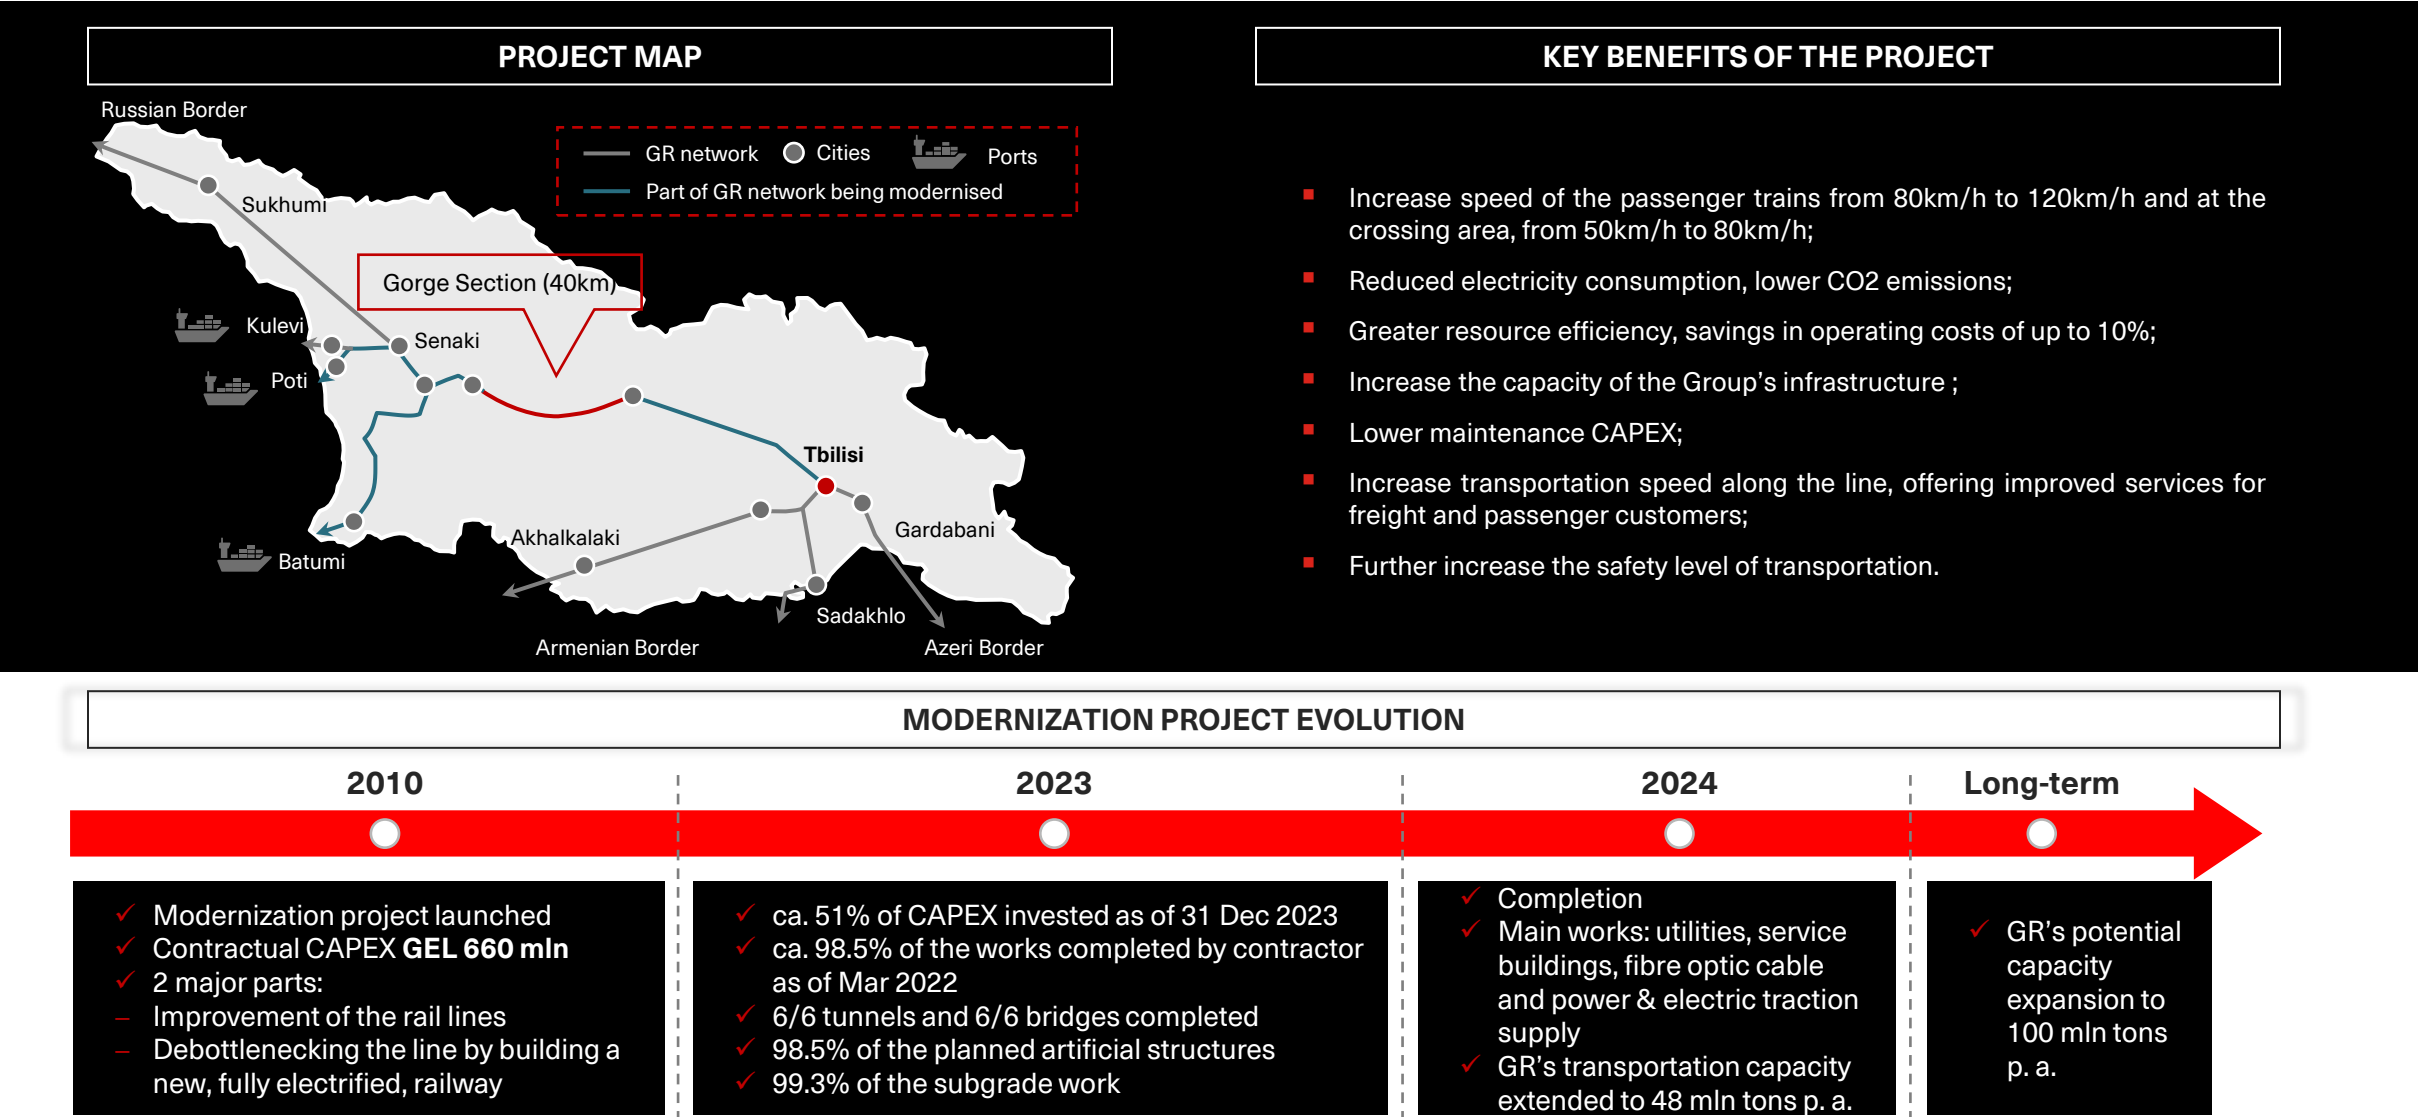 PROJECT MAP
Russian Border
GR network
Cities
Ports
Part of GR network being modernised
Sukhumi
Gorge Section (40km)
Kulevi
Senaki
Poti
Tbilisi
Akhalkalaki
Gardabani
Batumi
Sadakhlo
Armenian Border
Azeri Border
KEY BENEFITS OF THE PROJECT
Increase speed of the passenger trains from 80km/h to 120km/h and at the
crossing area, from 50km/h to 80km/h;
Reduced electricity consumption, lower CO2 emissions;
Greater resource efficiency, savings in operating costs of up to 10%;
Increase the capacity of the Group's infrastructure ;
Lower maintenance CAPEX;
Increase transportation speed along the line, offering improved services for
freight and passenger customers;
Further increase the safety level of transportation.
MODERNIZATION PROJECT EVOLUTION
2010
✓ Modernization project launched
✓ Contractual CAPEX GEL 660 mln
✓ 2 major parts:
– Improvement of the rail lines
– Debottlenecking the line by building a
new, fully electrified, railway
2023
✓ ca. 51% of CAPEX invested as of 31 Dec 2023
✓ ca. 98.5% of the works completed by contractor
as of Mar 2022
✓ 6/6 tunnels and 6/6 bridges completed
✓ 98.5% of the planned artificial structures
✓ 99.3% of the subgrade work
2024
✓ Completion
✓ Main works: utilities, service
buildings, fibre optic cable
and power & electric traction
supply
✓ GR's transportation capacity
extended to 48 mln tons p. a.
Long-term
✓ GR's potential
capacity
expansion to
100 mln tons
p. a.